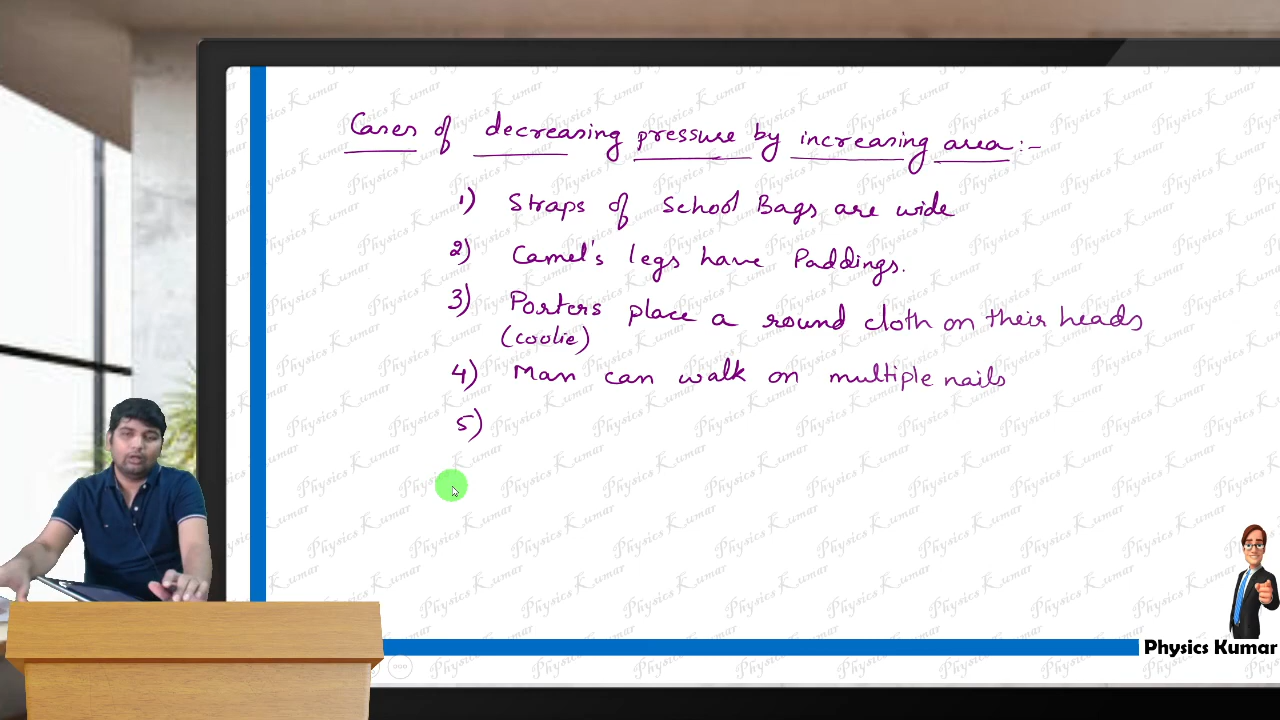 Cases of decreasing pressure by increasing area :-
1) Straps of School Bags are wide
2) Camel's legs have Paddings.
3) Porters place a round cloth on their heads
(coolie)
4) Man can walk on multiple nails
5)
Physics Kumar